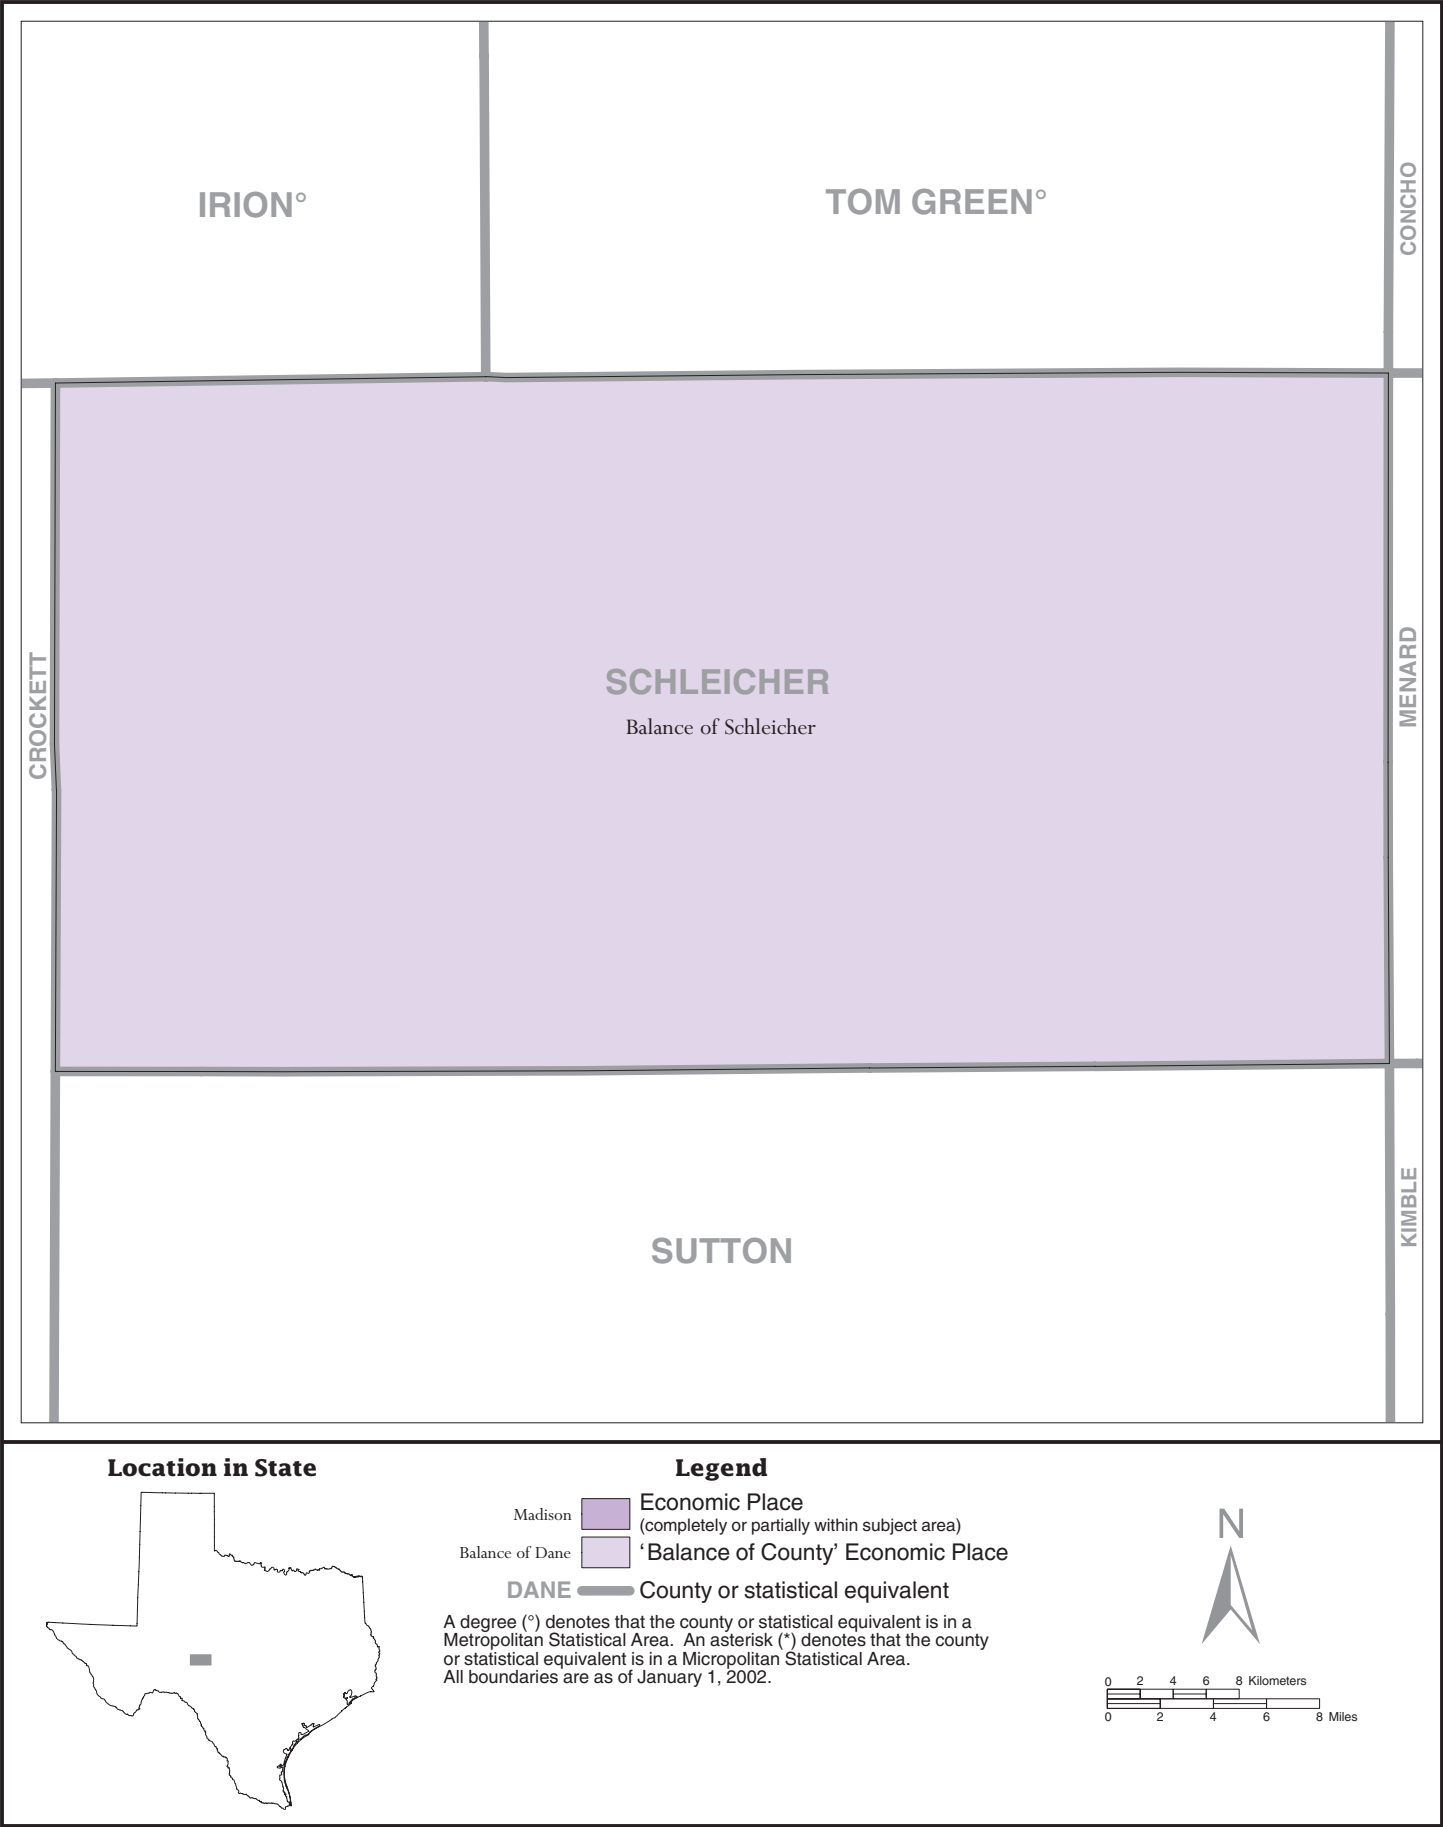 IRION°
TOM GREEN°
CONCHO
CROCKETT
SCHLEICHER
Balance of Schleicher
MENARD
SUTTON
KIMBLE
Location in State
Legend
Madison
Economic Place
(completely or partially within subject area)
Balance of Dane
‘Balance of County’ Economic Place
DANE
County or statistical equivalent
A degree (°) denotes that the county or statistical equivalent is in a
Metropolitan Statistical Area.  An asterisk (*) denotes that the county
or statistical equivalent is in a Micropolitan Statistical Area.
All boundaries are as of January 1, 2002.
N
0 2 4 6 8 Kilometers
0 2 4 6 8 Miles